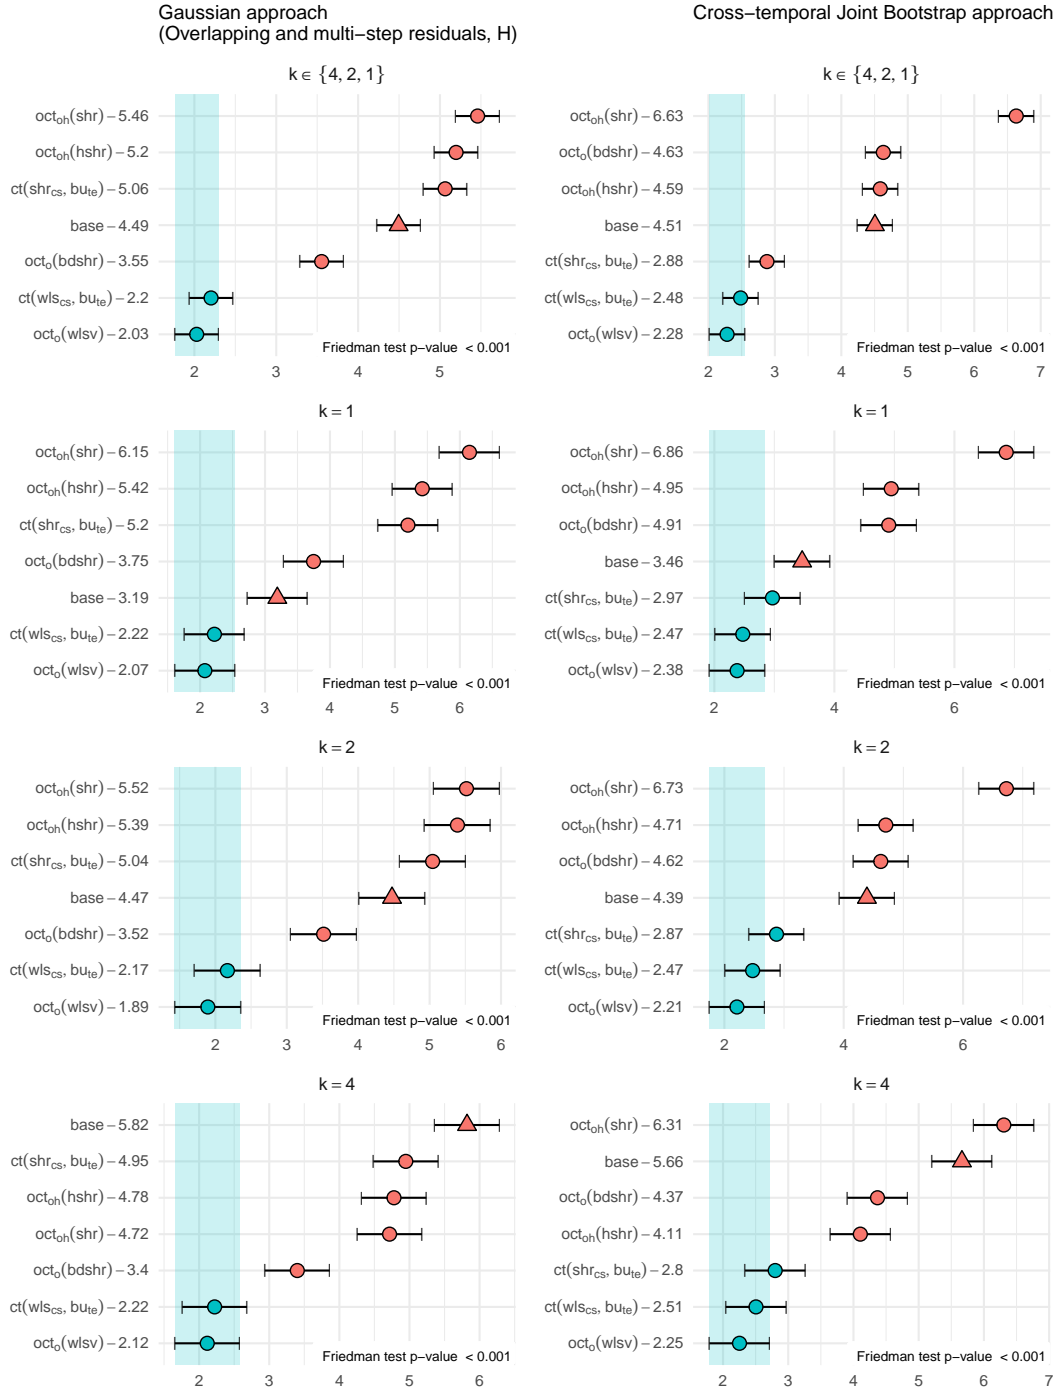 Gaussian approach
(Overlapping and multi−step residuals, H)
k ∈ {4, 2, 1}
oct_oh(shr) − 5.46
oct_oh(hshr) − 5.2
ct(shr_cs, bu_te) − 5.06
base − 4.49
oct_o(bdshr) − 3.55
ct(wls_cs, bu_te) − 2.2
oct_o(wlsv) − 2.03
Friedman test p−value < 0.001
2 3 4 5
k = 1
oct_oh(shr) − 6.15
oct_oh(hshr) − 5.42
ct(shr_cs, bu_te) − 5.2
oct_o(bdshr) − 3.75
base − 3.19
ct(wls_cs, bu_te) − 2.22
oct_o(wlsv) − 2.07
Friedman test p−value < 0.001
2 3 4 5 6
k = 2
oct_oh(shr) − 5.52
oct_oh(hshr) − 5.39
ct(shr_cs, bu_te) − 5.04
base − 4.47
oct_o(bdshr) − 3.52
ct(wls_cs, bu_te) − 2.17
oct_o(wlsv) − 1.89
Friedman test p−value < 0.001
2 3 4 5 6
k = 4
base − 5.82
ct(shr_cs, bu_te) − 4.95
oct_oh(hshr) − 4.78
oct_oh(shr) − 4.72
oct_o(bdshr) − 3.4
ct(wls_cs, bu_te) − 2.22
oct_o(wlsv) − 2.12
Friedman test p−value < 0.001
2 3 4 5 6
Cross−temporal Joint Bootstrap approach
k ∈ {4, 2, 1}
oct_oh(shr) − 6.63
oct_o(bdshr) − 4.63
oct_oh(hshr) − 4.59
base − 4.51
ct(shr_cs, bu_te) − 2.88
ct(wls_cs, bu_te) − 2.48
oct_o(wlsv) − 2.28
Friedman test p−value < 0.001
2 3 4 5 6 7
k = 1
oct_oh(shr) − 6.86
oct_oh(hshr) − 4.95
oct_o(bdshr) − 4.91
base − 3.46
ct(shr_cs, bu_te) − 2.97
ct(wls_cs, bu_te) − 2.47
oct_o(wlsv) − 2.38
Friedman test p−value < 0.001
2 4 6
k = 2
oct_oh(shr) − 6.73
oct_oh(hshr) − 4.71
oct_o(bdshr) − 4.62
base − 4.39
ct(shr_cs, bu_te) − 2.87
ct(wls_cs, bu_te) − 2.47
oct_o(wlsv) − 2.21
Friedman test p−value < 0.001
2 4 6
k = 4
oct_oh(shr) − 6.31
base − 5.66
oct_o(bdshr) − 4.37
oct_oh(hshr) − 4.11
ct(shr_cs, bu_te) − 2.8
ct(wls_cs, bu_te) − 2.51
oct_o(wlsv) − 2.25
Friedman test p−value < 0.001
2 3 4 5 6 7